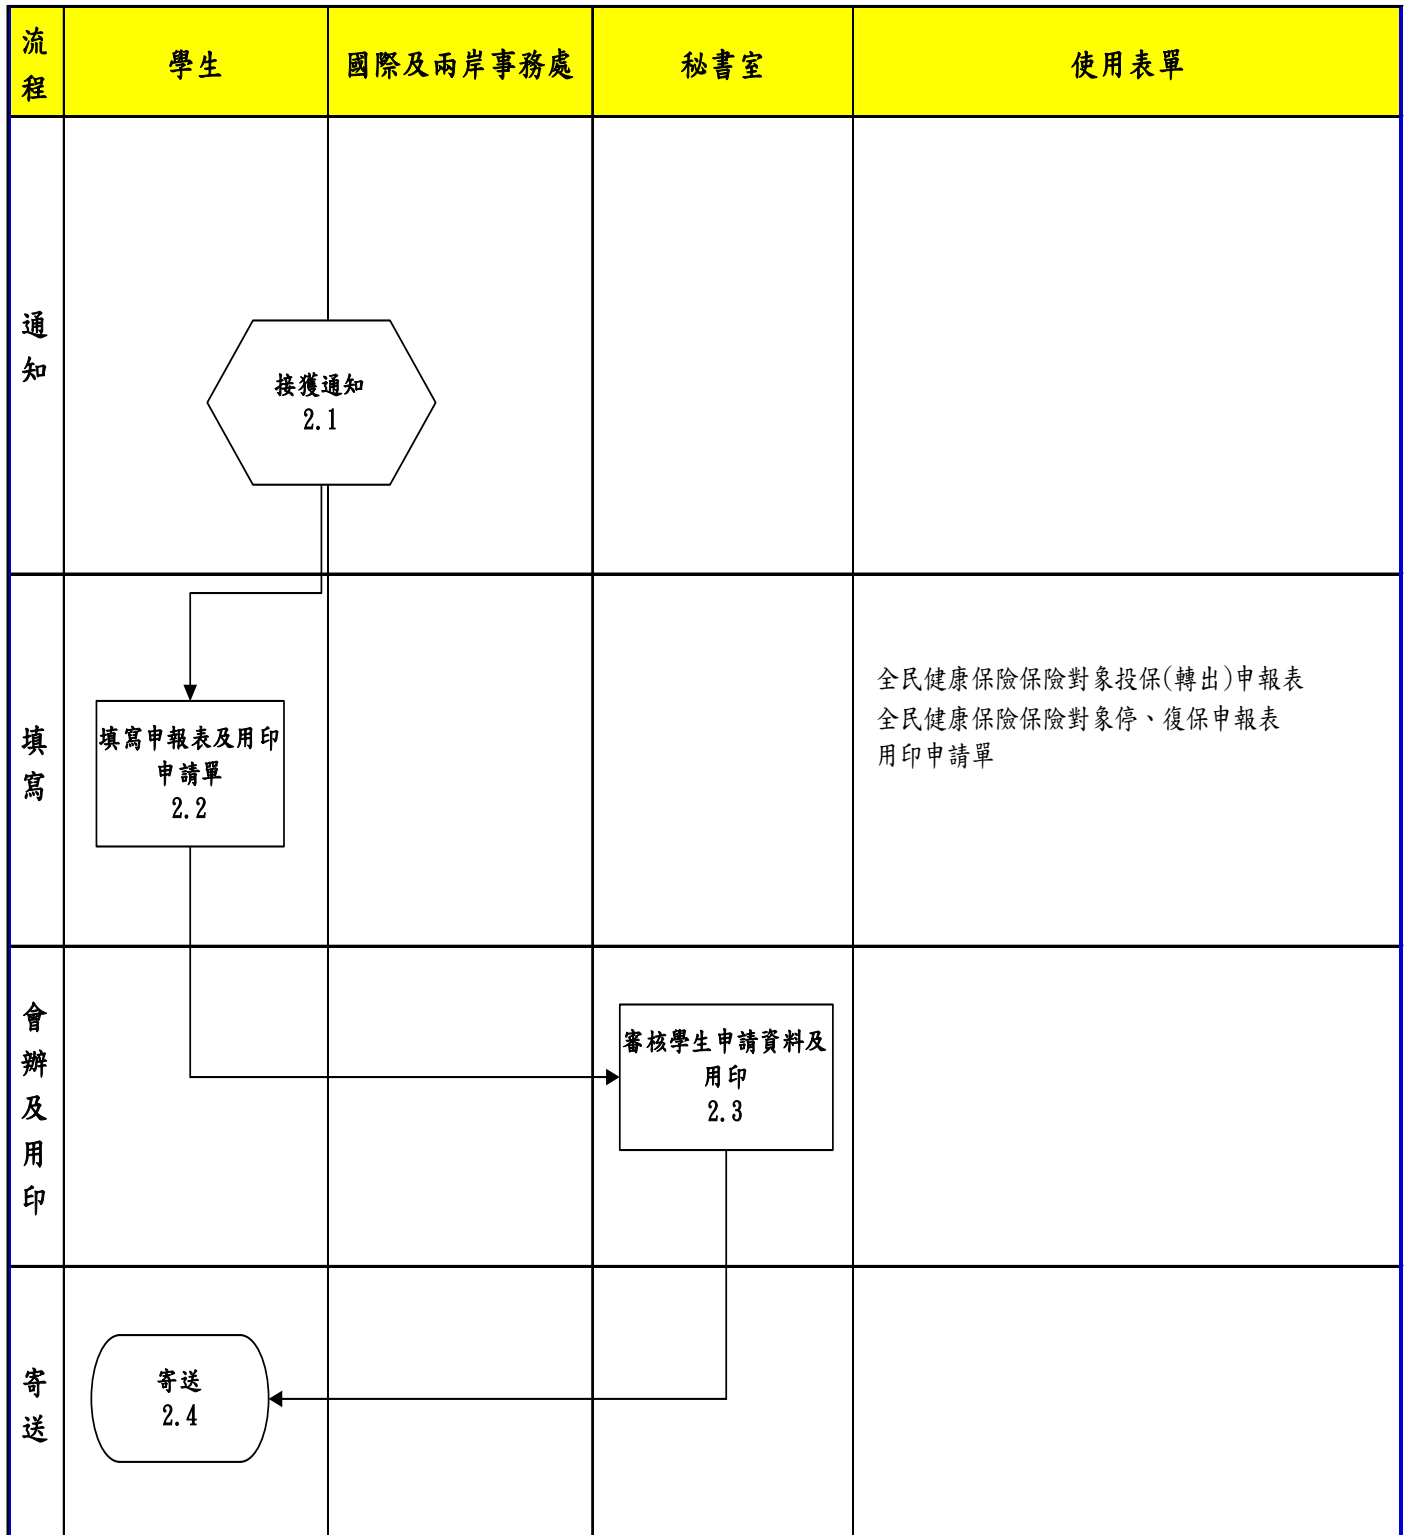 流
程
學生
國際及兩岸事務處
秘書室
使用表單
通
知
接獲通知
2.1
填
寫
填寫申報表及用印
申請單
2.2
全民健康保險保險對象投保(轉出)申報表
全民健康保險保險對象停、復保申報表
用印申請單
會
辦
及
用
印
審核學生申請資料及
用印
2.3
寄
送
寄送
2.4